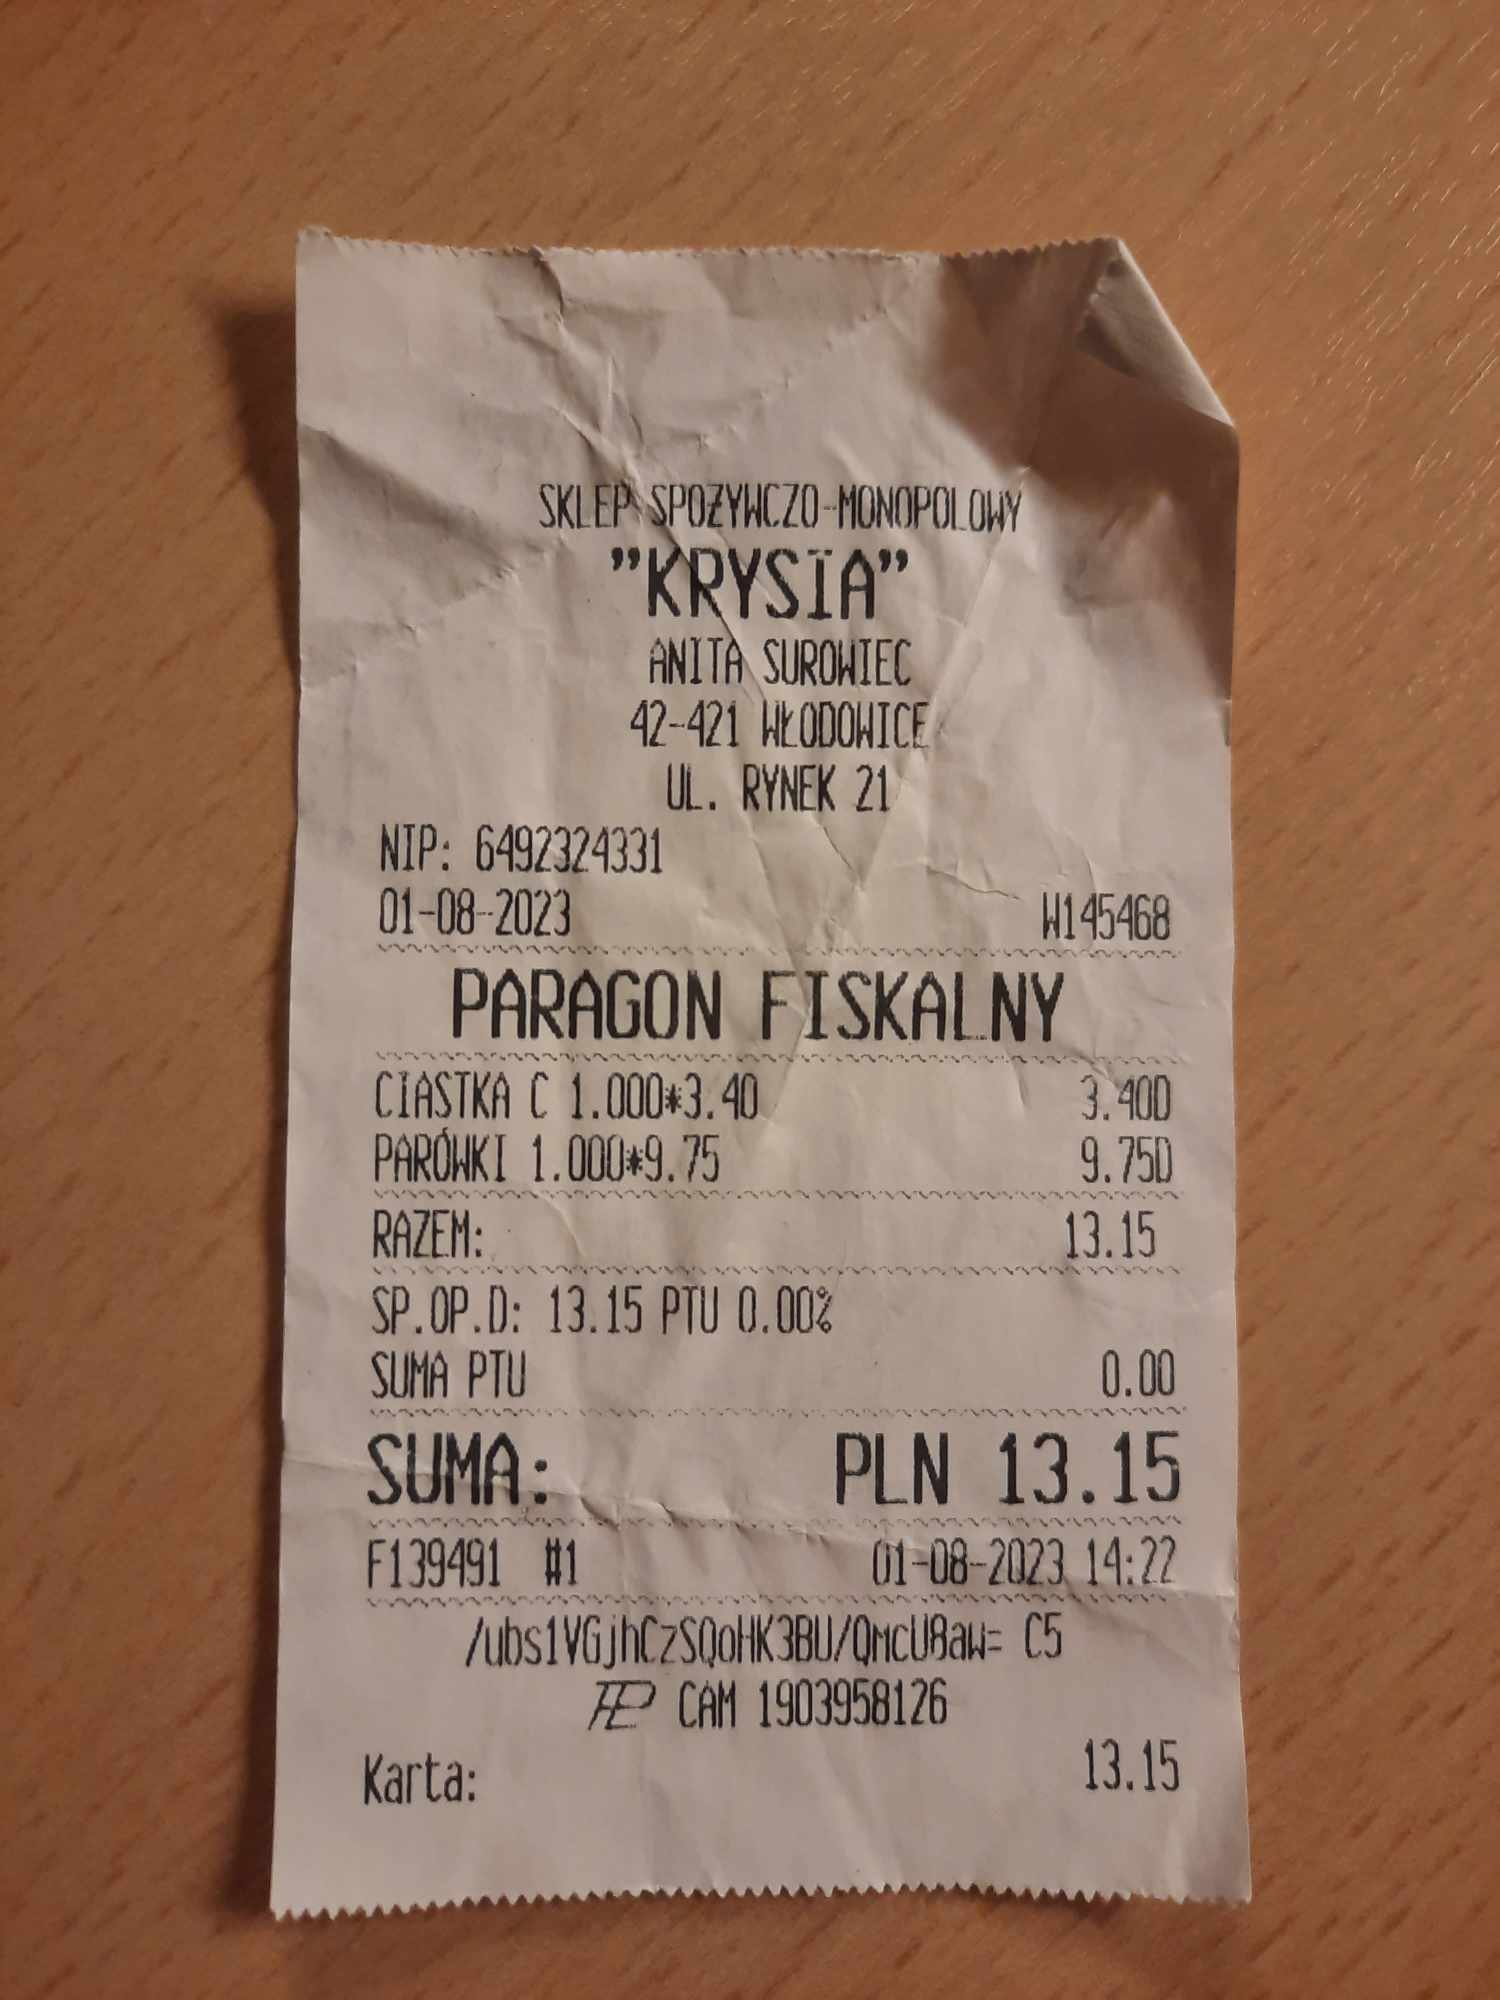 SKLEP SPOŻYWCZO-MONOPOLOWY
"KRYSIA"
ANITA SUROWIEC
42-421 WŁODOWICE
UL. RYNEK 21
NIP: 6492324331
01-08-2023 W145468
PARAGON FISKALNY
CIASTKA C 1.000*3.40 3.40D
PARÓWKI 1.000*9.75 9.75D
RAZEM: 13.15
SP.OP.D: 13.15 PTU 0.00%
SUMA PTU 0.00
SUMA: PLN 13.15
F139491 #1 01-08-2023 14:22
/ubs1VGjhCzSQoHK3BU/QMcU8aw= C5
CAM 1903958126
Karta: 13.15